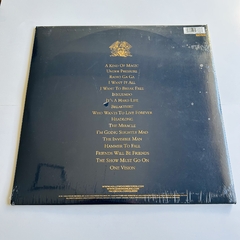 A Kind Of Magic
Under Pressure
Radio Ga Ga
I Want It All
I Want To Break Free
Innuendo
It's A Hard Life
Breakthru
Who Wants To Live Forever
Headlong
The Miracle
I'm Going Slightly Mad
The Invisible Man
Hammer To Fall
Friends Will Be Friends
The Show Must Go On
One Vision